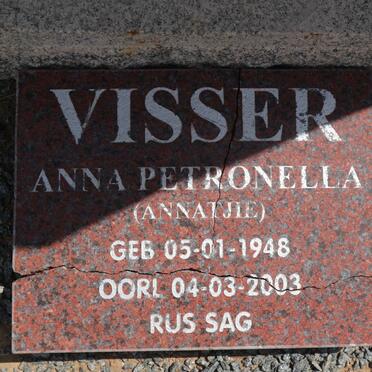 VISSER
ANNA PETRONELLA
(ANNATJIE)
GEB 05-01-1948
OORL 04-03-2003
RUS SAG